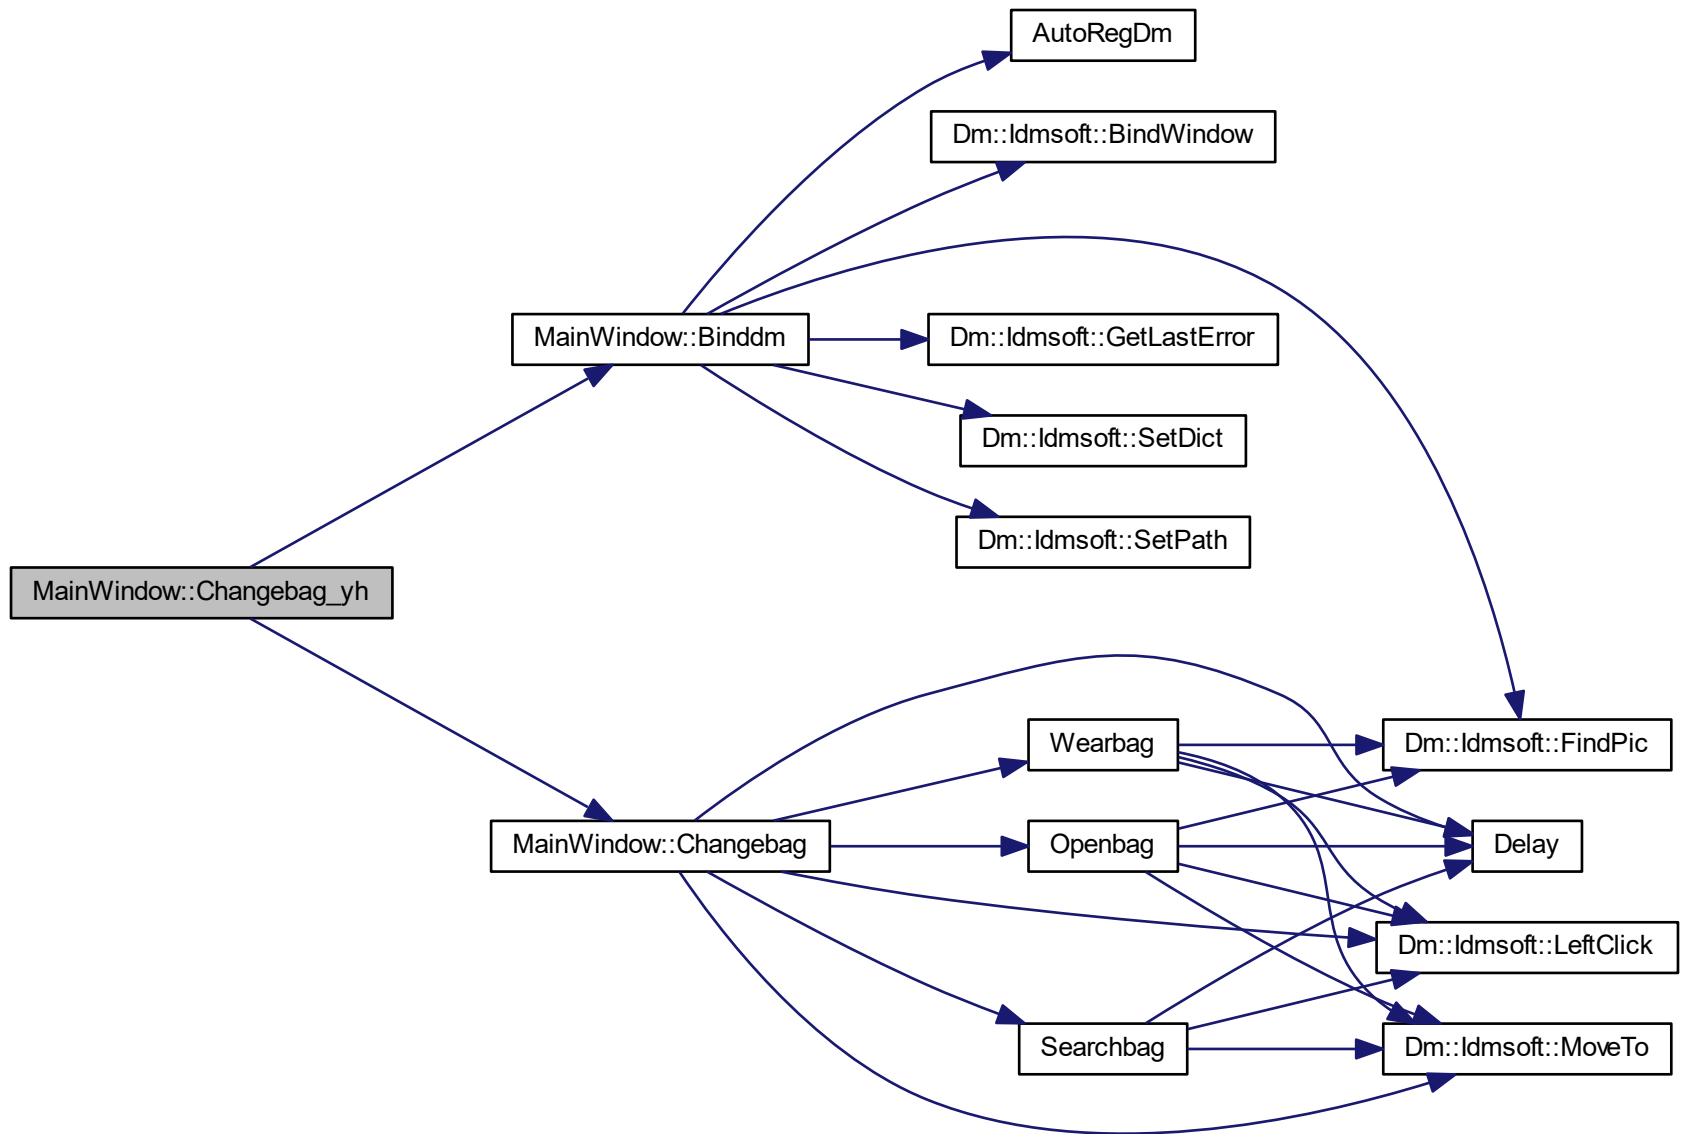 AutoRegDm
Dm::Idmsoft::BindWindow
MainWindow::Binddm
Dm::Idmsoft::GetLastError
Dm::Idmsoft::SetDict
Dm::Idmsoft::SetPath
MainWindow::Changebag_yh
Wearbag
Dm::Idmsoft::FindPic
MainWindow::Changebag
Openbag
Delay
Dm::Idmsoft::LeftClick
Searchbag
Dm::Idmsoft::MoveTo